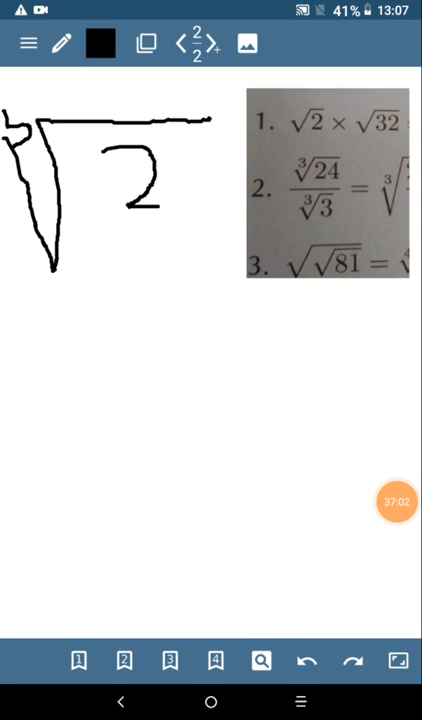 41% 13:07
2
2
√2
1. √2 × √32
2. ∛24 / ∛3 = ∛
3. √√81 =
37:02
1 2 3 4